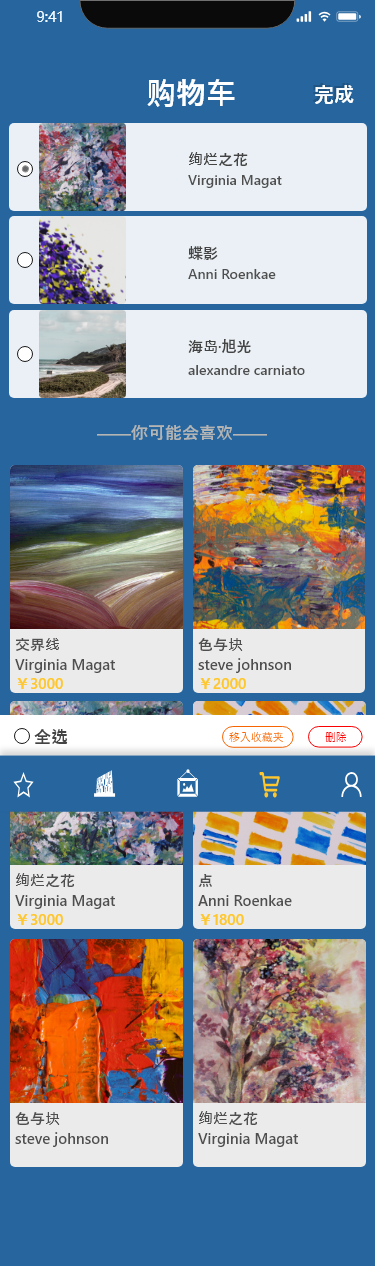 9:41
购物车
完成
绚烂之花
Virginia Magat
蝶影
Anni Roenkae
海岛·旭光
alexandre carniato
——你可能会喜欢——
交界线
Virginia Magat
￥3000
色与块
steve johnson
￥2000
全选
移入收藏夹
删除
绚烂之花
Virginia Magat
￥3000
点
Anni Roenkae
￥1800
色与块
steve johnson
绚烂之花
Virginia Magat